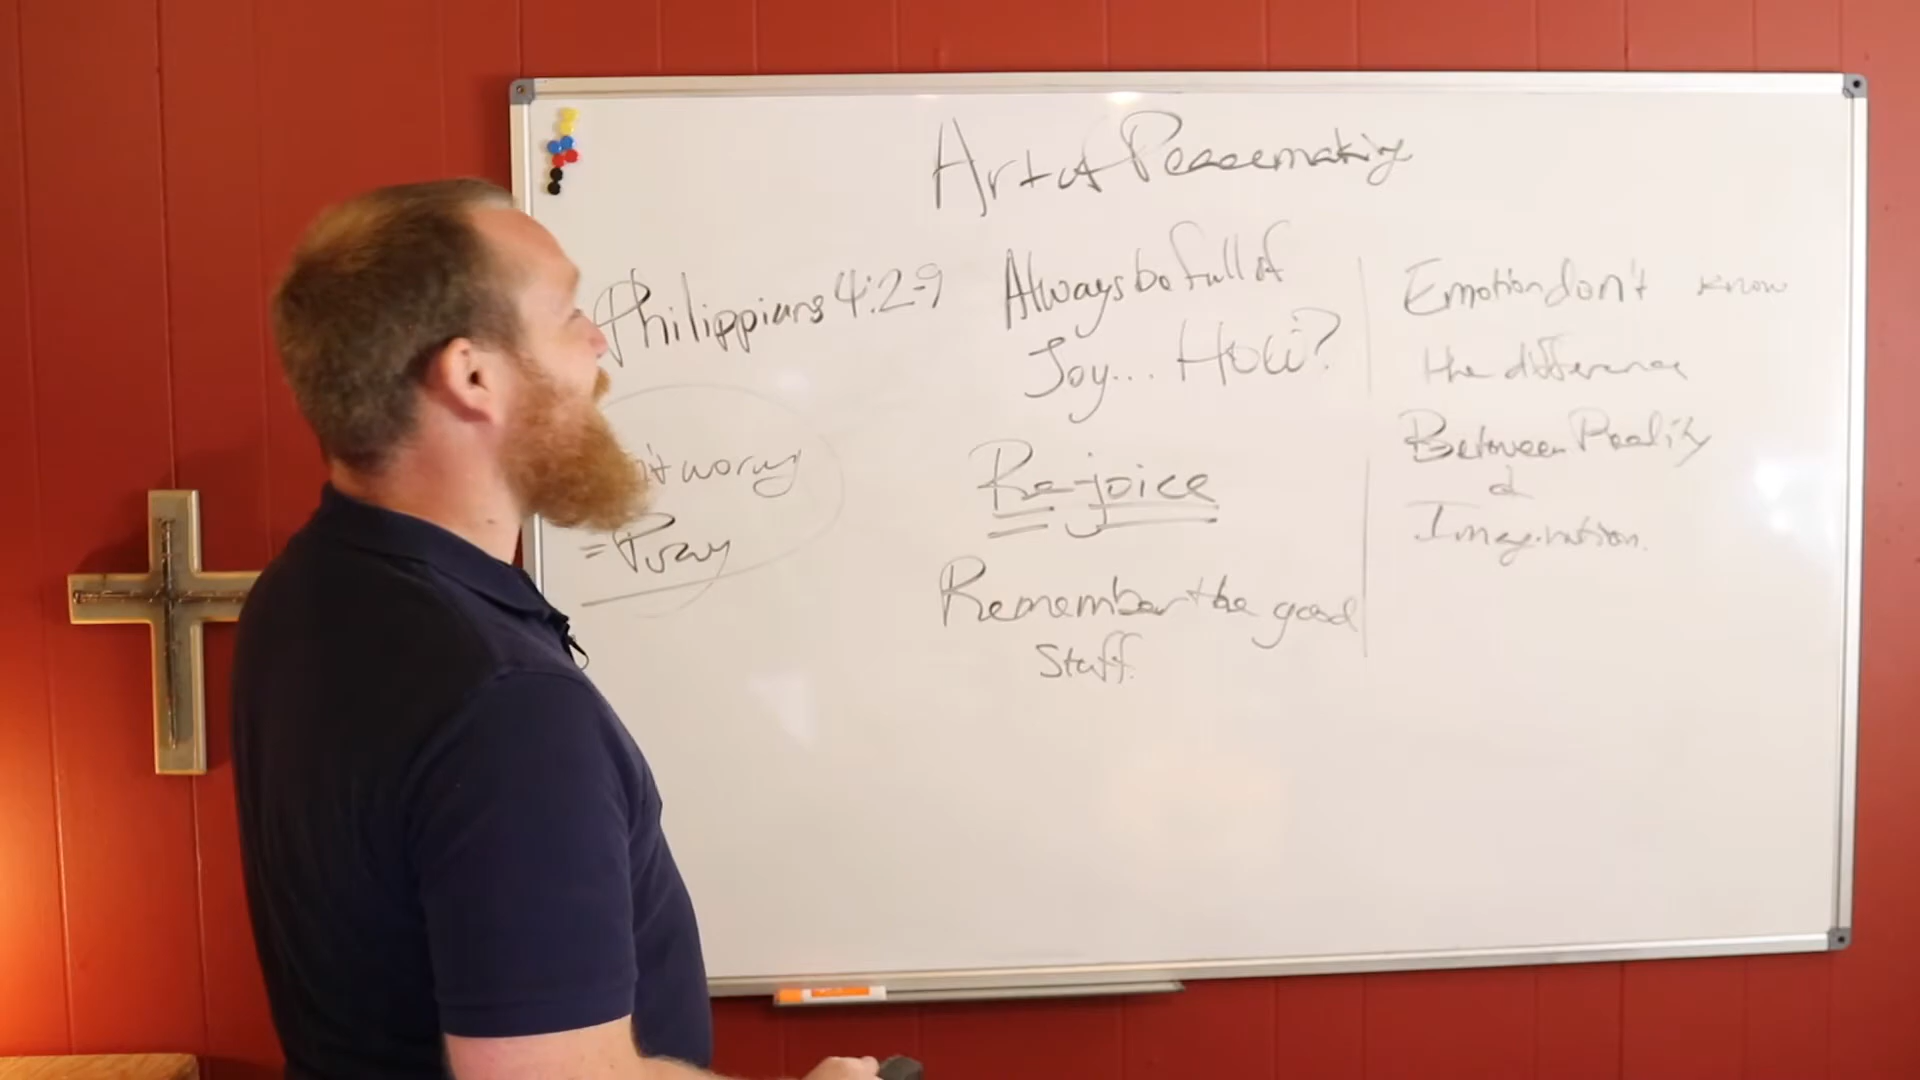 Art of Peacemaking
Philippians 4:2-9
n't worry
= Pray
Always be full of
Joy... How?
Re-joice
Remember the good
Stuff.
Emotion don't know
the difference
Between Reality
&
Imagination.